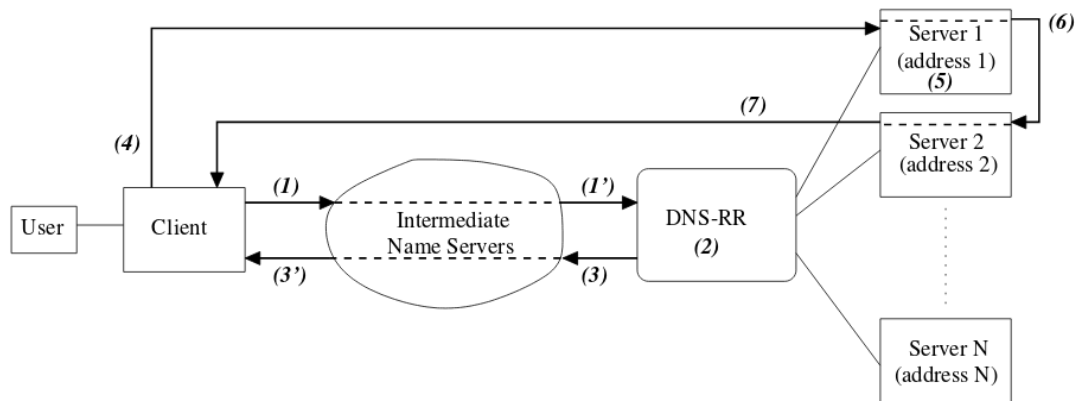 Server 1
(address 1)
(5)
(6)
(7)
(4)
Server 2
(address 2)
(1)
(1’)
User
Client
Intermediate
Name Servers
DNS-RR
(2)
(3’)
(3)
Server N
(address N)